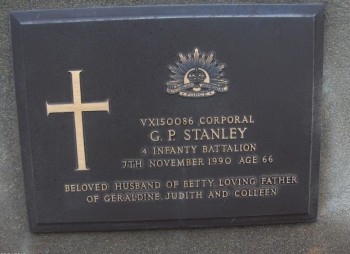 VX150086 CORPORAL
G. P. STANLEY
4 INFANTY BATTALION
7TH NOVEMBER 1990 AGE 66
BELOVED HUSBAND OF BETTY. LOVING FATHER
OF GERALDINE. JUDITH AND COLLEEN